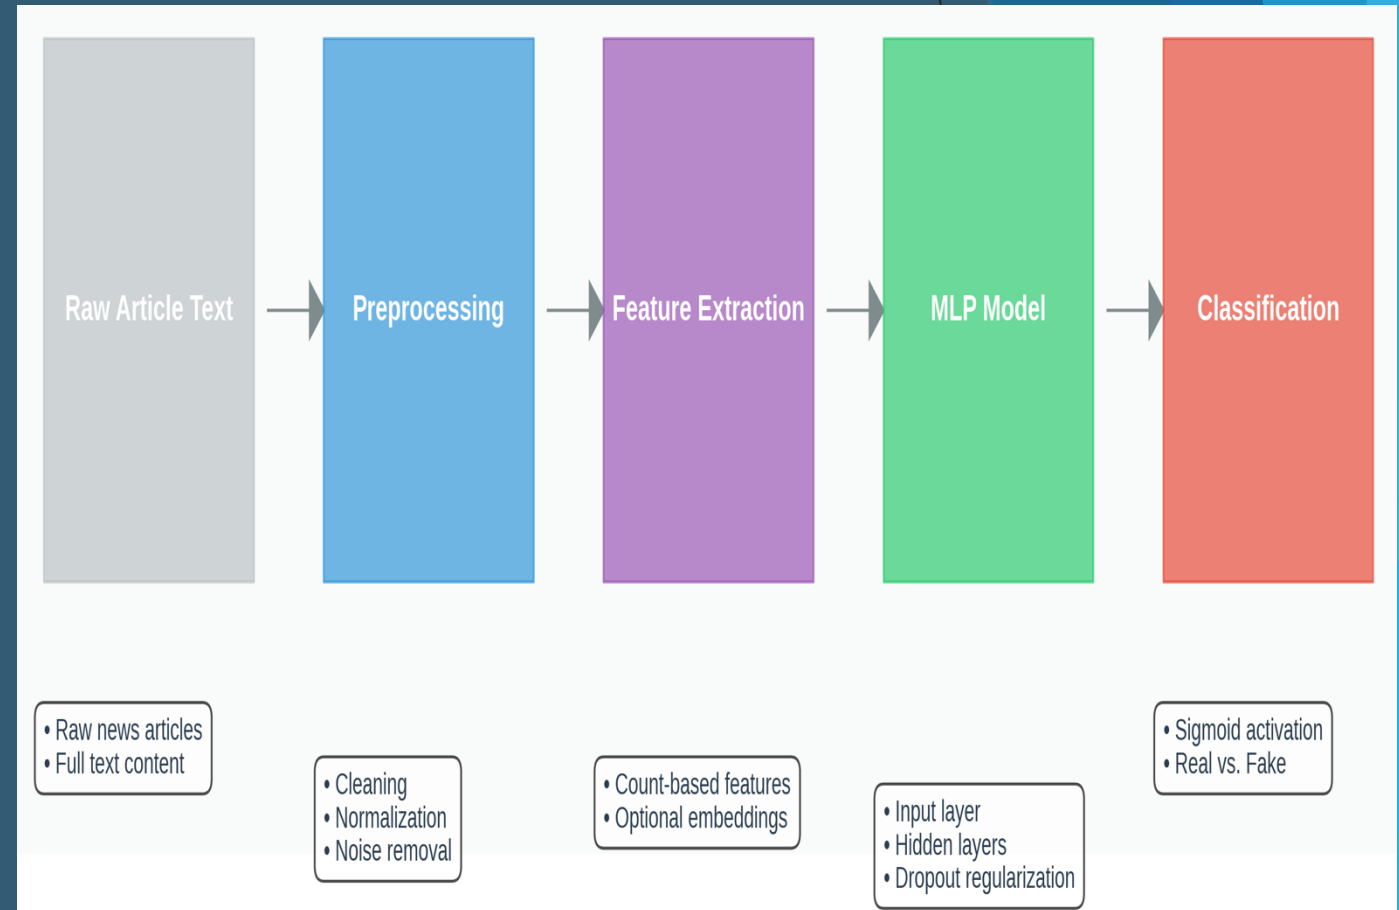 Raw Article Text
Preprocessing
Feature Extraction
MLP Model
Classification
• Raw news articles
• Full text content
• Cleaning
• Normalization
• Noise removal
• Count-based features
• Optional embeddings
• Input layer
• Hidden layers
• Dropout regularization
• Sigmoid activation
• Real vs. Fake